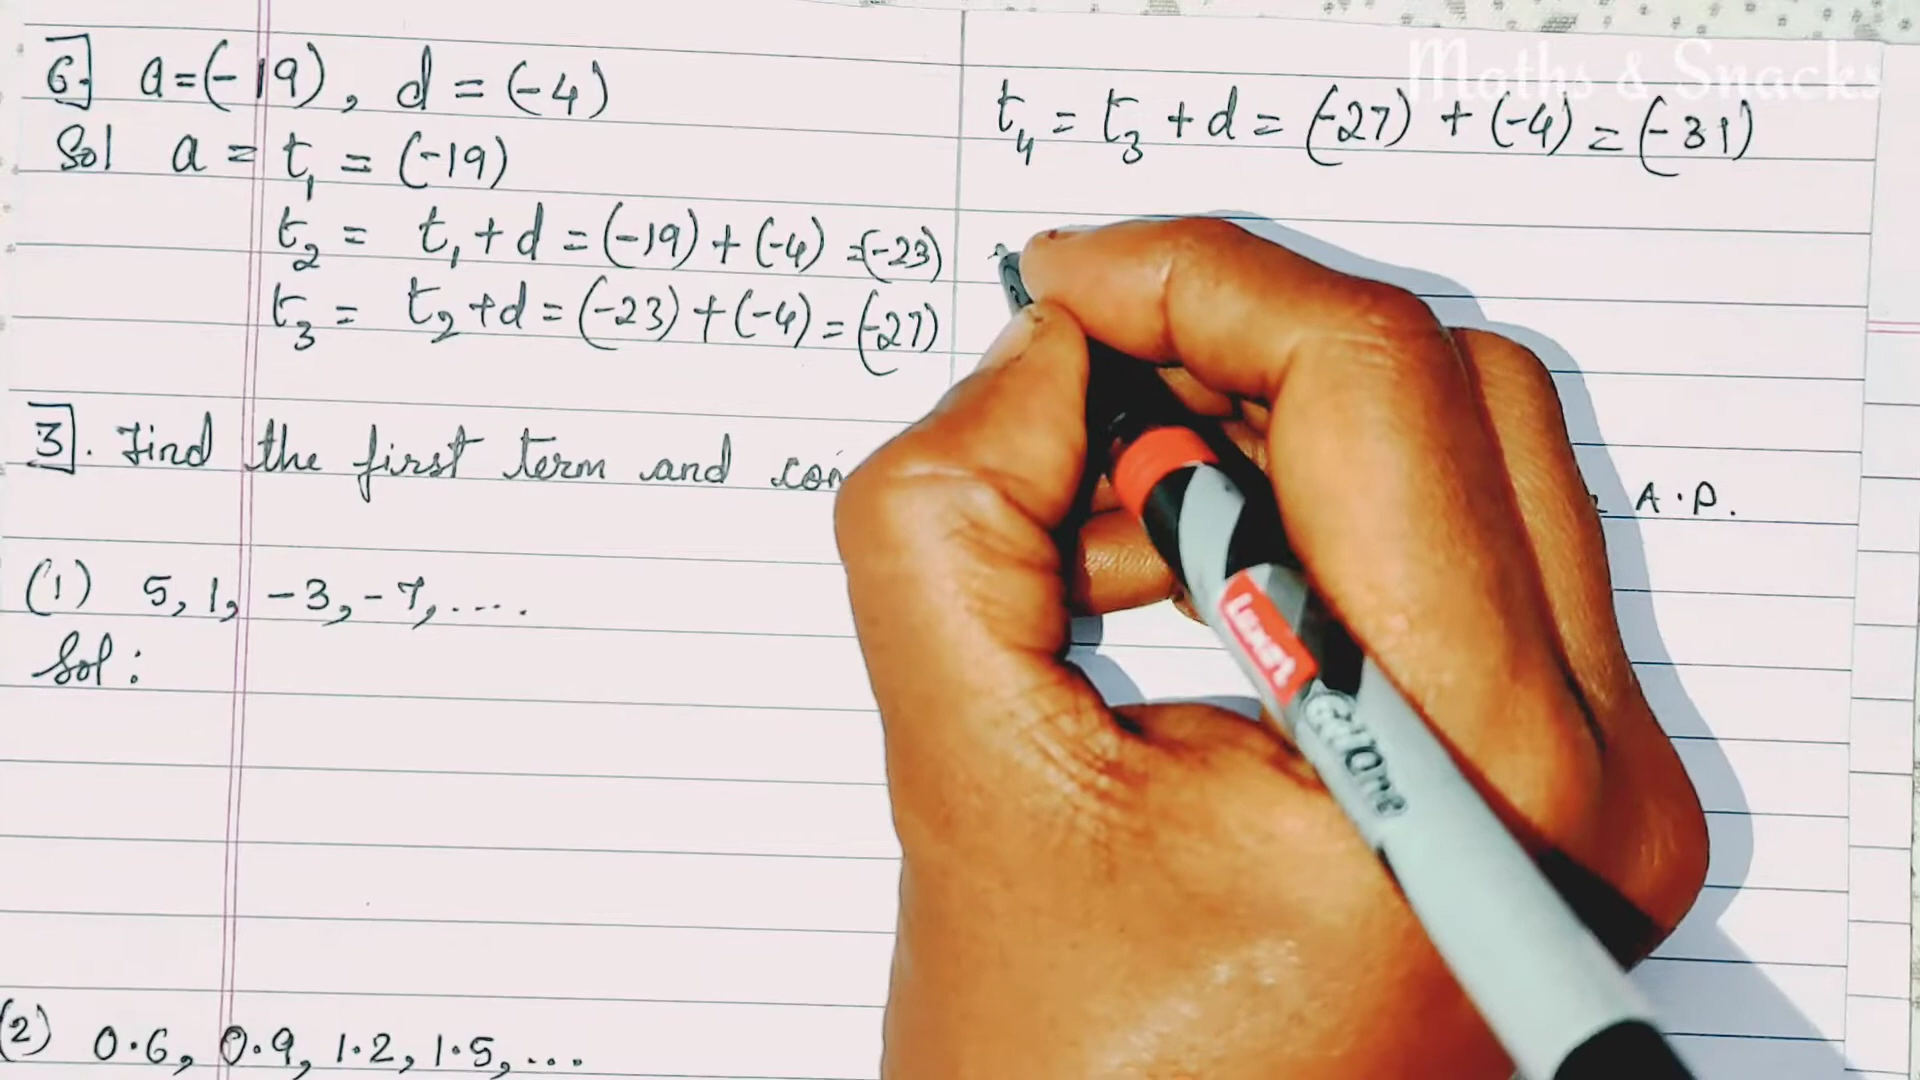 6. a=(-19), d = (-4)
Sol a = t₁ = (-19)
t₂ = t₁+d = (-19) + (-4) = (-23)
t₃ = t₂+d = (-23) + (-4) = (-27)
Maths & Snacks
t₄ = t₃ + d = (-27) + (-4) = (-31)
3. Find the first term and A.P.
(1) 5, 1, -3, -7, ....
Sol:
(2) 0.6, 0.9, 1.2, 1.5, ...
Luxor